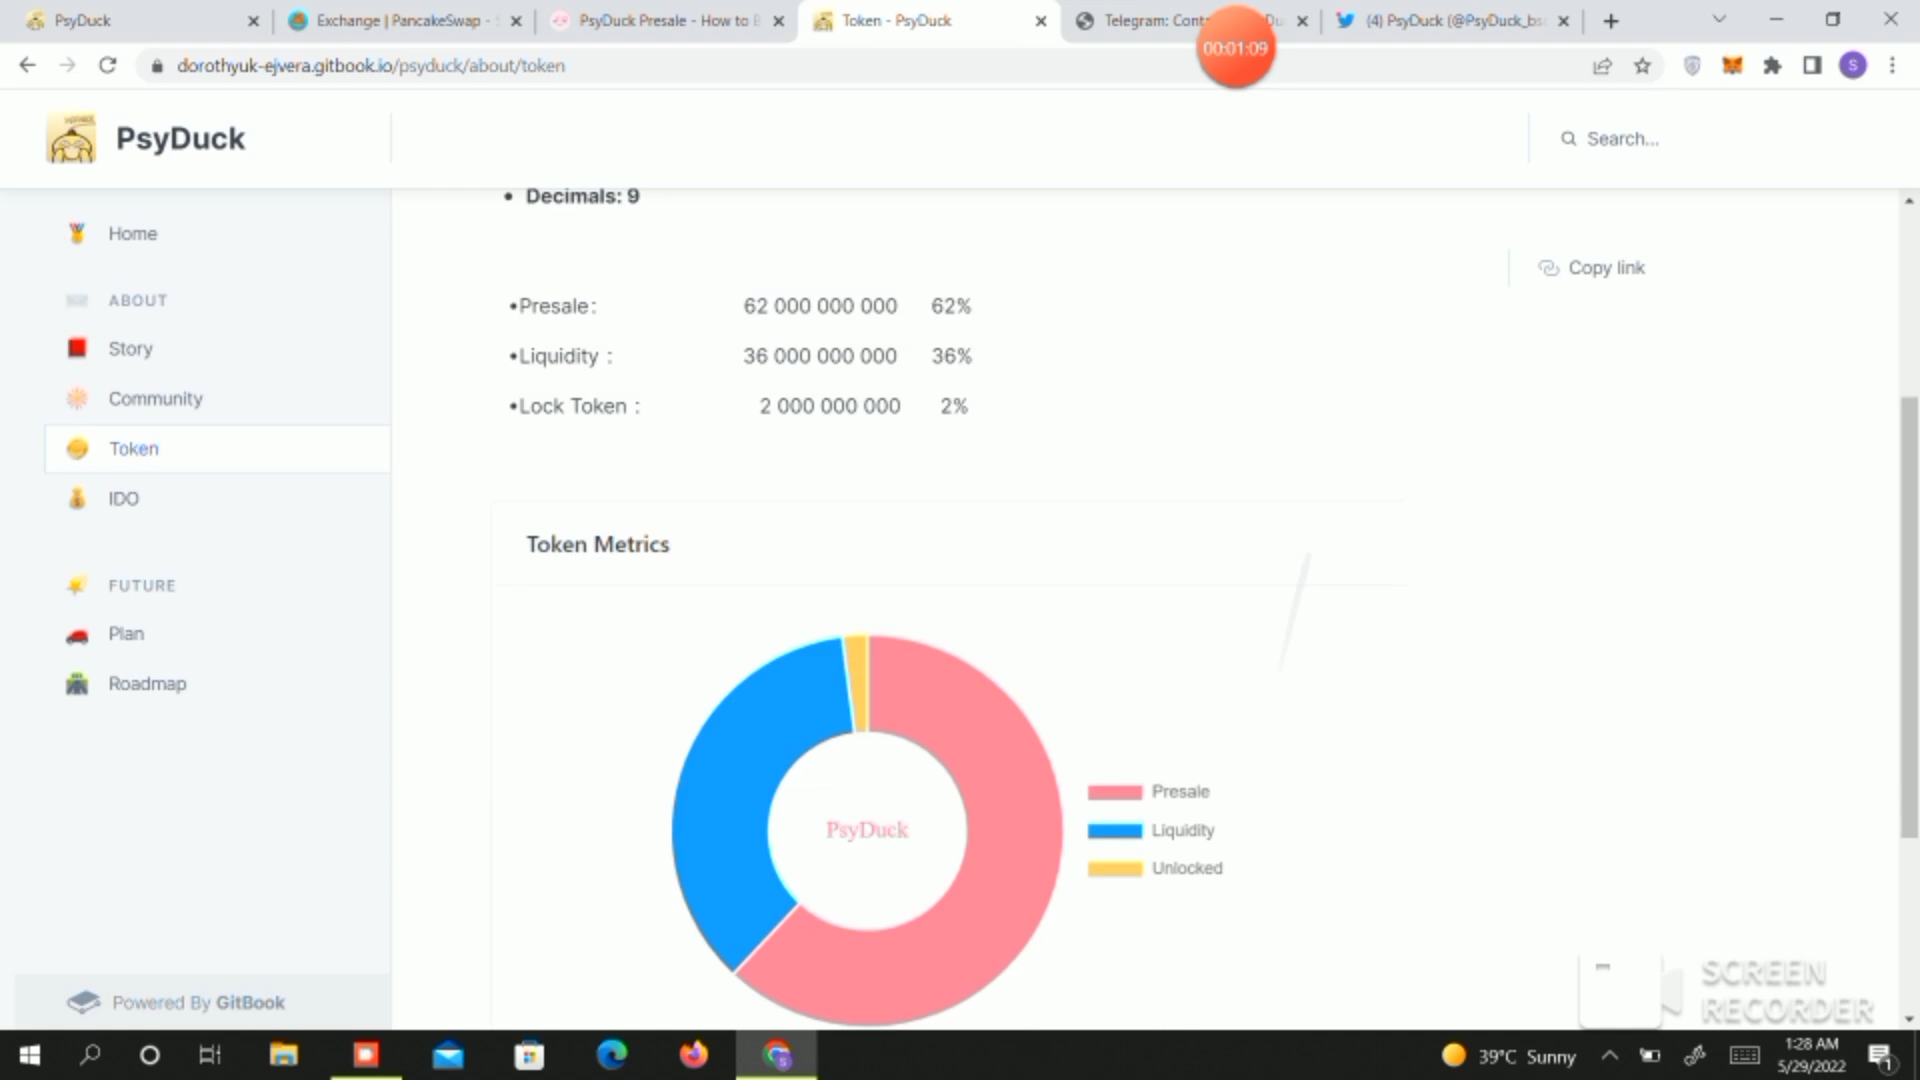 PsyDuck
Exchange | PancakeSwap -
PsyDuck Presale - How to
Token - PsyDuck
Telegram:
(4) PsyDuck (@PsyDuck_bs
00:01:09
dorothyuk-ejvera.gitbook.io/psyduck/about/token
S
PsyDuck
Search...
Home
ABOUT
Story
Community
Token
IDO
FUTURE
Plan
Roadmap
Powered By GitBook
• Decimals: 9
Copy link
•Presale: 62 000 000 000 62%
•Liquidity : 36 000 000 000 36%
•Lock Token : 2 000 000 000 2%
Token Metrics
PsyDuck
Presale
Liquidity
Unlocked
SCREEN
RECORDER
39°C Sunny
1:28 AM
5/29/2022
1